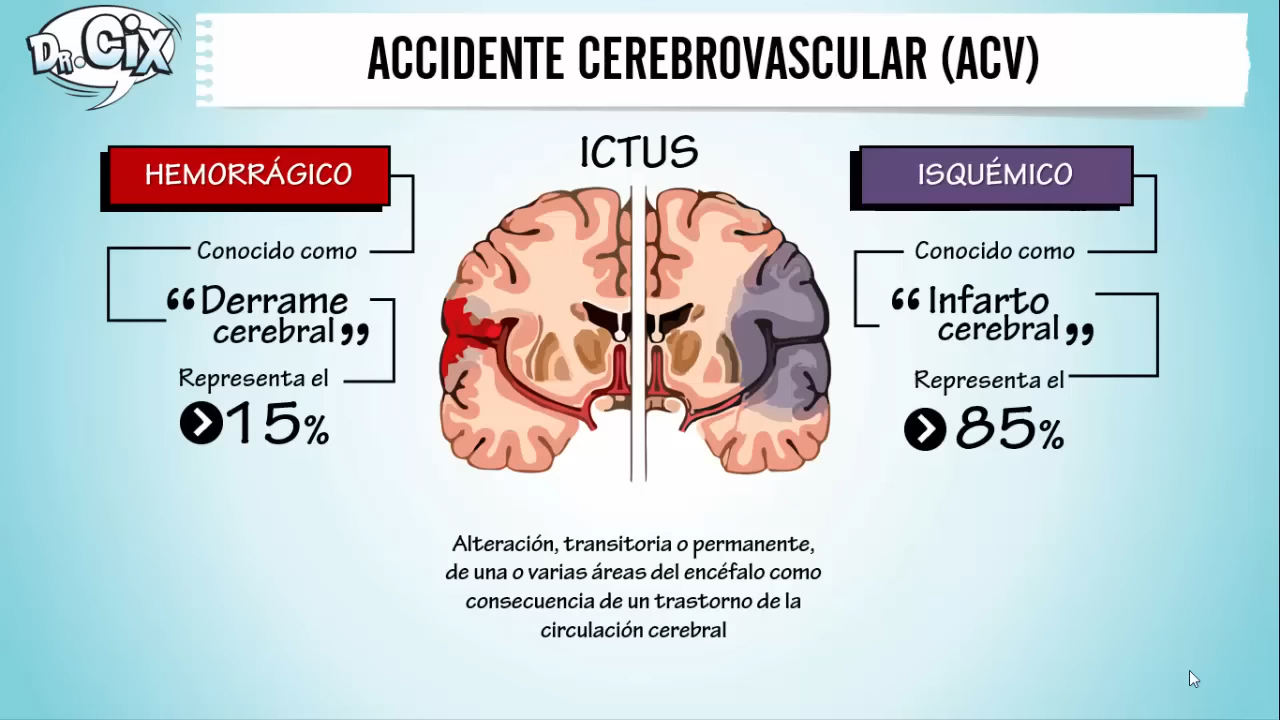 DR. CiX
ACCIDENTE CEREBROVASCULAR (ACV)
ICTUS
HEMORRÁGICO
Conocido como
“Derrame
cerebral”
Representa el
15%
ISQUÉMICO
Conocido como
“Infarto
cerebral”
Representa el
85%
Alteración, transitoria o permanente,
de una o varias áreas del encéfalo como
consecuencia de un trastorno de la
circulación cerebral